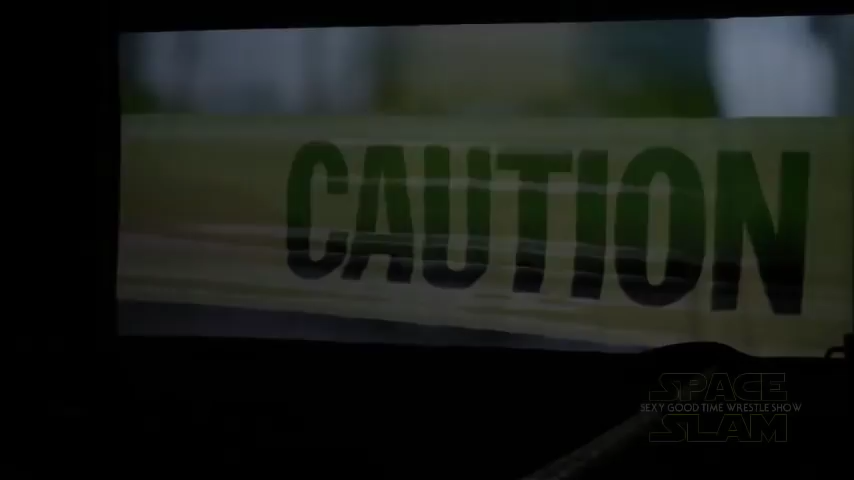 CAUTION
SPACE
SEXY GOOD TIME WRESTLE SHOW
SLAM